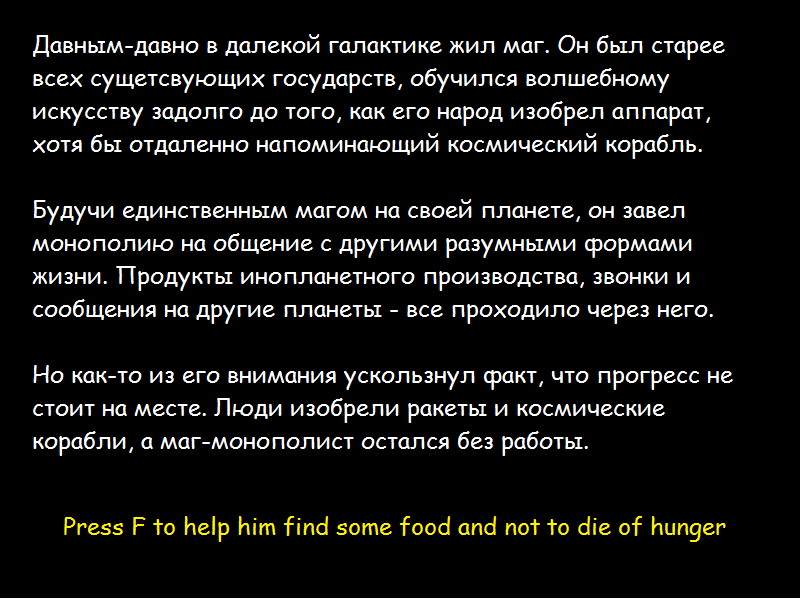 Давным-давно в далекой галактике жил маг. Он был старее
всех сущетсвующих государств, обучился волшебному
искусству задолго до того, как его народ изобрел аппарат,
хотя бы отдаленно напоминающий космический корабль.
Будучи единственным магом на своей планете, он завел
монополию на общение с другими разумными формами
жизни. Продукты инопланетного производства, звонки и
сообщения на другие планеты - все проходило через него.
Но как-то из его внимания ускользнул факт, что прогресс не
стоит на месте. Люди изобрели ракеты и космические
корабли, а маг-монополист остался без работы.
Press F to help him find some food and not to die of hunger